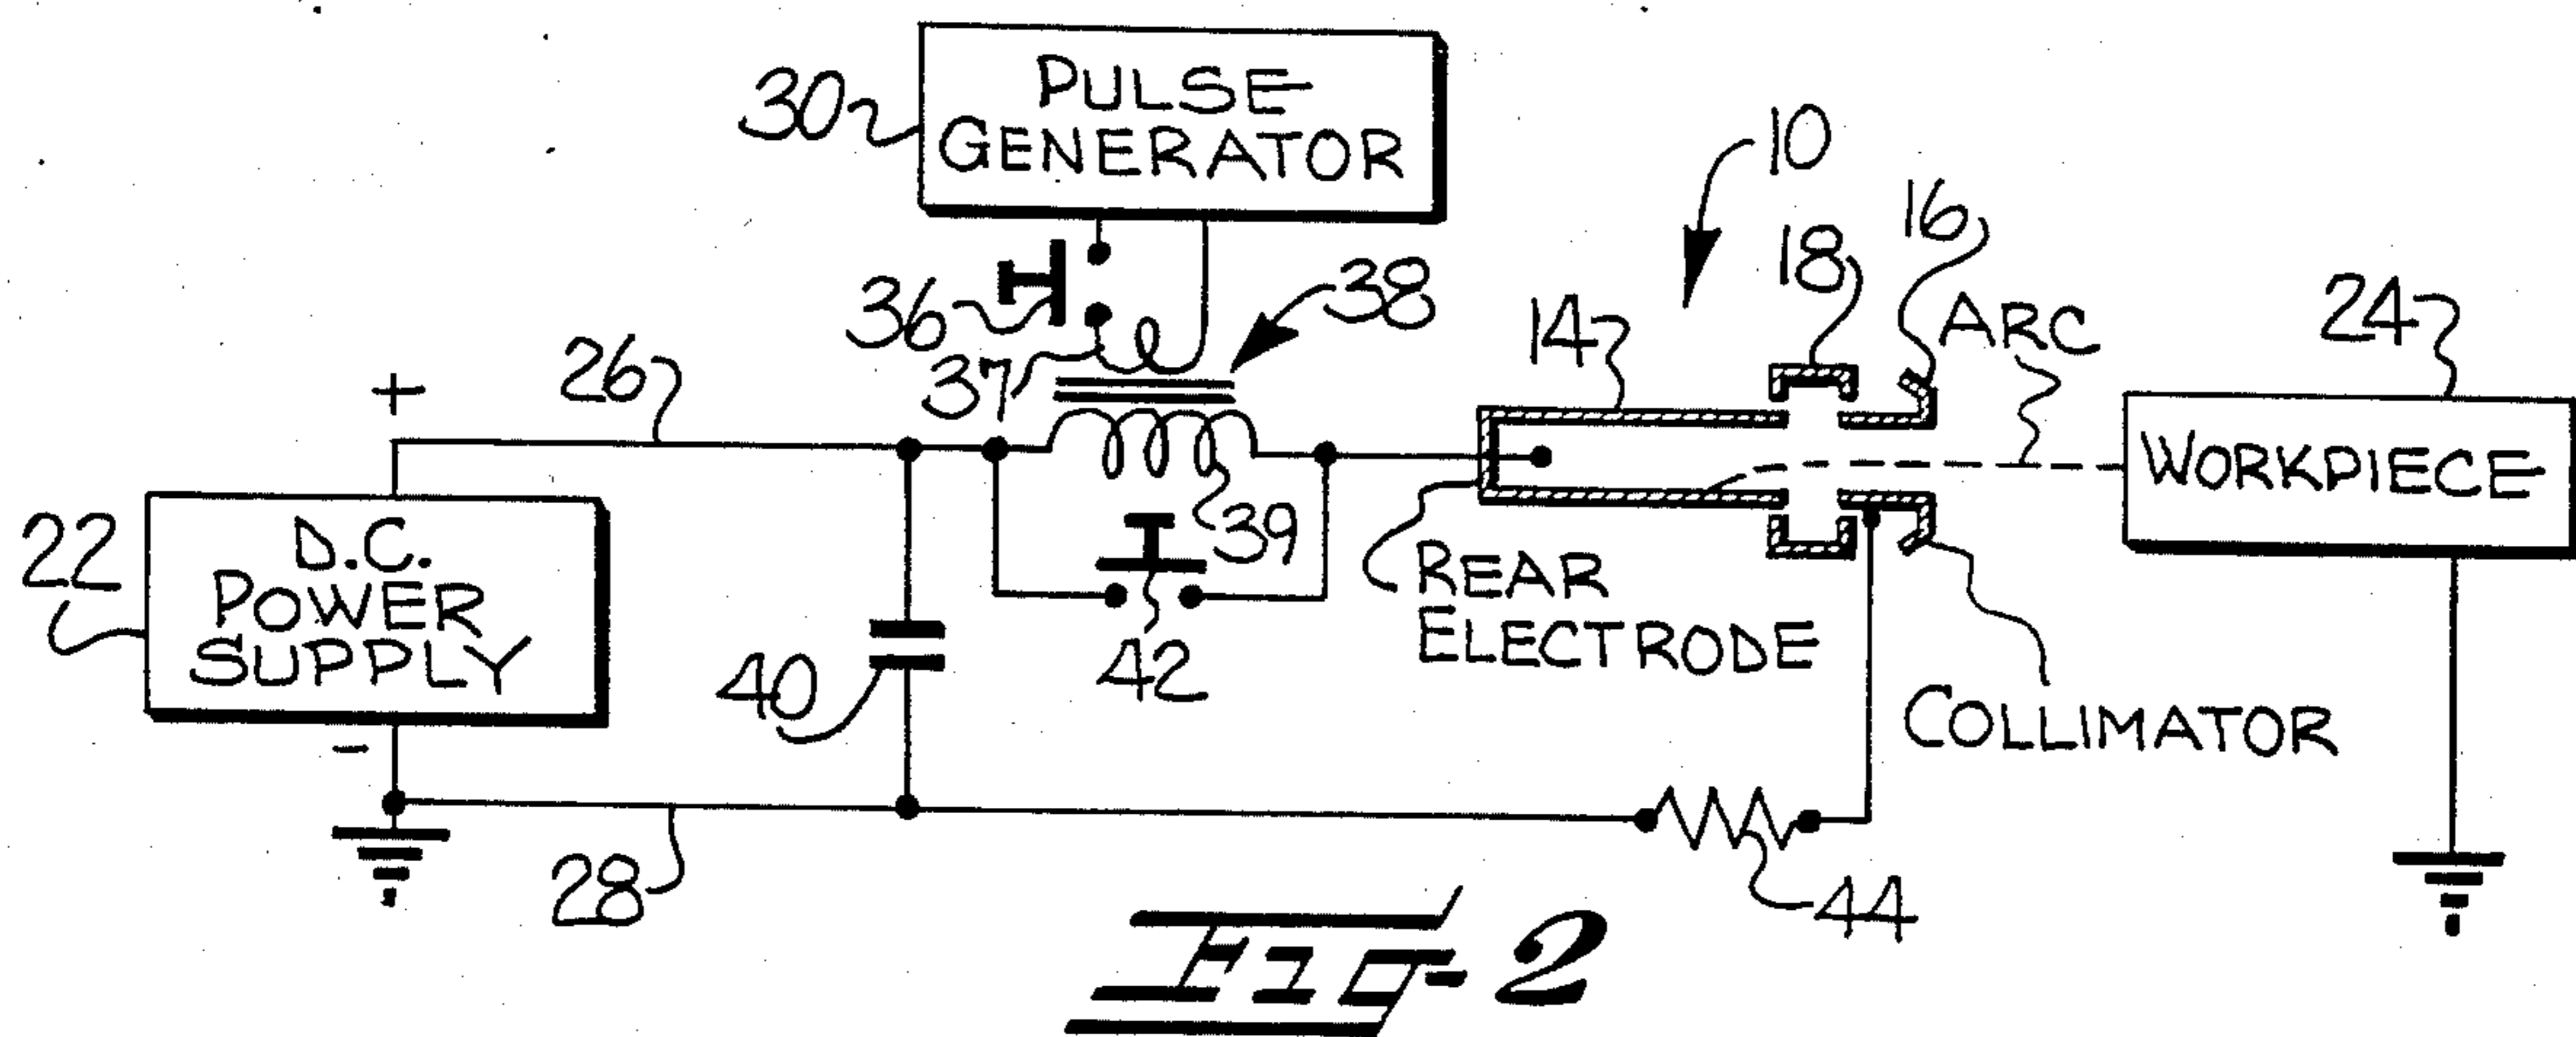 PULSE
GENERATOR
30
10
16
18
36
38
14
ARC
24
26
37
+
WORKPIECE
22
D.C.
POWER
SUPPLY
39
REAR
ELECTRODE
40
42
COLLIMATOR
-
28
44
FIG-2